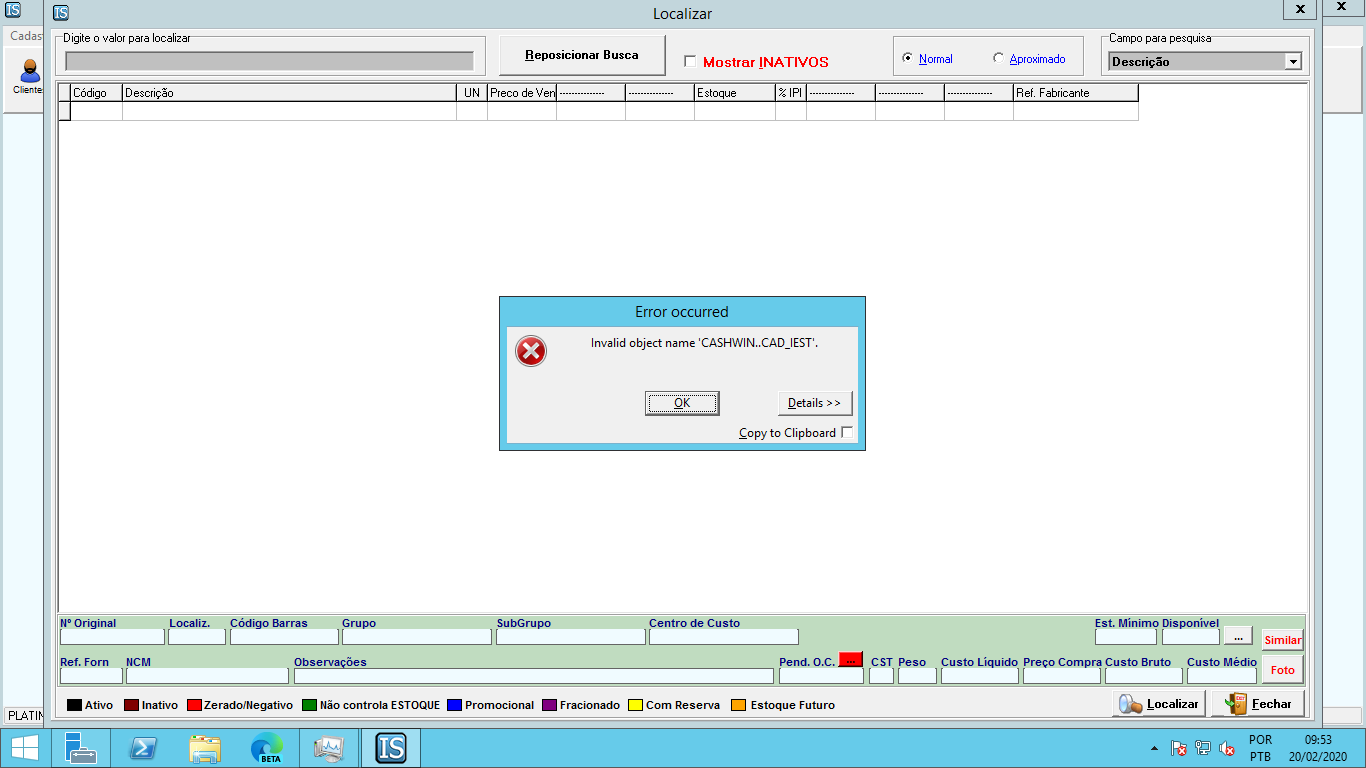 IS IS Localizar x x
Cadas
Digite o valor para localizar
Reposicionar Busca
Mostrar INATIVOS
Normal Aproximado
Campo para pesquisa
Descrição
Cliente
Código Descrição UN Preco de Ven -------------- -------------- Estoque % IPI -------------- -------------- -------------- Ref. Fabricante
Error occurred
Invalid object name 'CASHWIN..CAD_IEST'.
OK Details >>
Copy to Clipboard
Nº Original Localiz. Código Barras Grupo SubGrupo Centro de Custo Est. Mínimo Disponível
... Similar
Ref. Forn NCM Observações Pend. O.C. ... CST Peso Custo Líquido Preço Compra Custo Bruto Custo Médio
Foto
Ativo Inativo Zerado/Negativo Não controla ESTOQUE Promocional Fracionado Com Reserva Estoque Futuro Localizar Fechar
PLATIN
BETA IS POR 09:53
PTB 20/02/2020